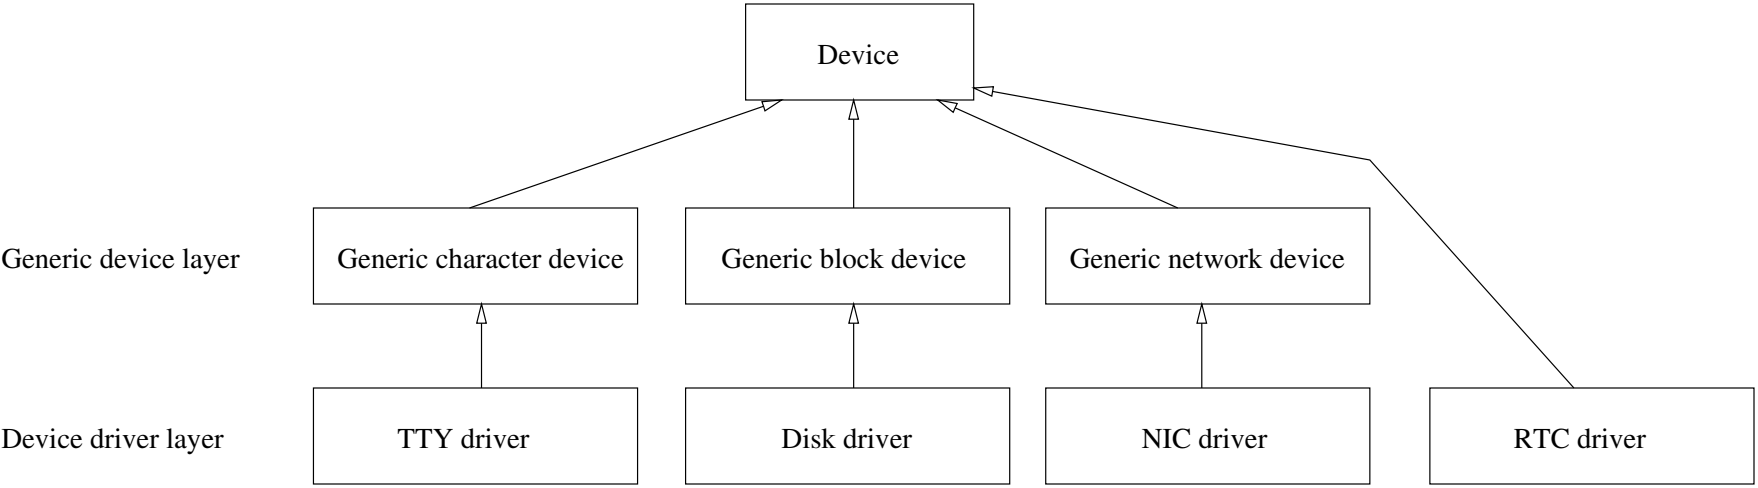 Device
Generic device layer
Generic character device
Generic block device
Generic network device
Device driver layer
TTY driver
Disk driver
NIC driver
RTC driver